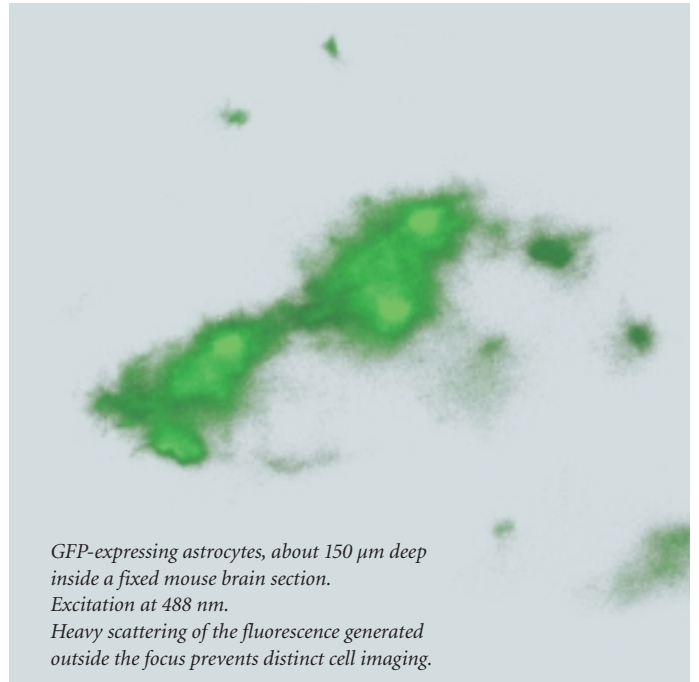 GFP-expressing astrocytes, about 150 µm deep
inside a fixed mouse brain section.
Excitation at 488 nm.
Heavy scattering of the fluorescence generated
outside the focus prevents distinct cell imaging.